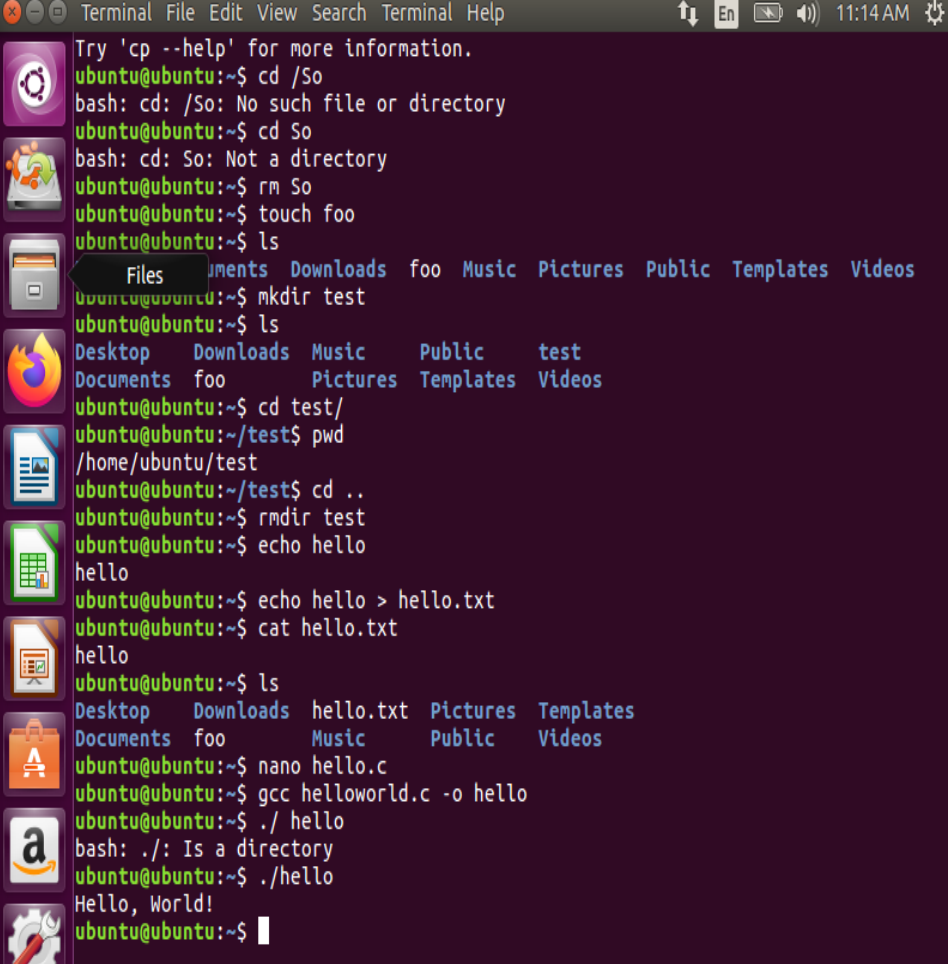 Terminal File Edit View Search Terminal Help En 11:14 AM
Try 'cp --help' for more information.
ubuntu@ubuntu:~$ cd /So
bash: cd: /So: No such file or directory
ubuntu@ubuntu:~$ cd So
bash: cd: So: Not a directory
ubuntu@ubuntu:~$ rm So
ubuntu@ubuntu:~$ touch foo
ubuntu@ubuntu:~$ ls
Files uments Downloads foo Music Pictures Public Templates Videos
ubuntu@ubuntu:~$ mkdir test
ubuntu@ubuntu:~$ ls
Desktop Downloads Music Public test
Documents foo Pictures Templates Videos
ubuntu@ubuntu:~$ cd test/
ubuntu@ubuntu:~/test$ pwd
/home/ubuntu/test
ubuntu@ubuntu:~/test$ cd ..
ubuntu@ubuntu:~$ rmdir test
ubuntu@ubuntu:~$ echo hello
hello
ubuntu@ubuntu:~$ echo hello > hello.txt
ubuntu@ubuntu:~$ cat hello.txt
hello
ubuntu@ubuntu:~$ ls
Desktop Downloads hello.txt Pictures Templates
Documents foo Music Public Videos
ubuntu@ubuntu:~$ nano hello.c
ubuntu@ubuntu:~$ gcc helloworld.c -o hello
ubuntu@ubuntu:~$ ./ hello
bash: ./: Is a directory
ubuntu@ubuntu:~$ ./hello
Hello, World!
ubuntu@ubuntu:~$